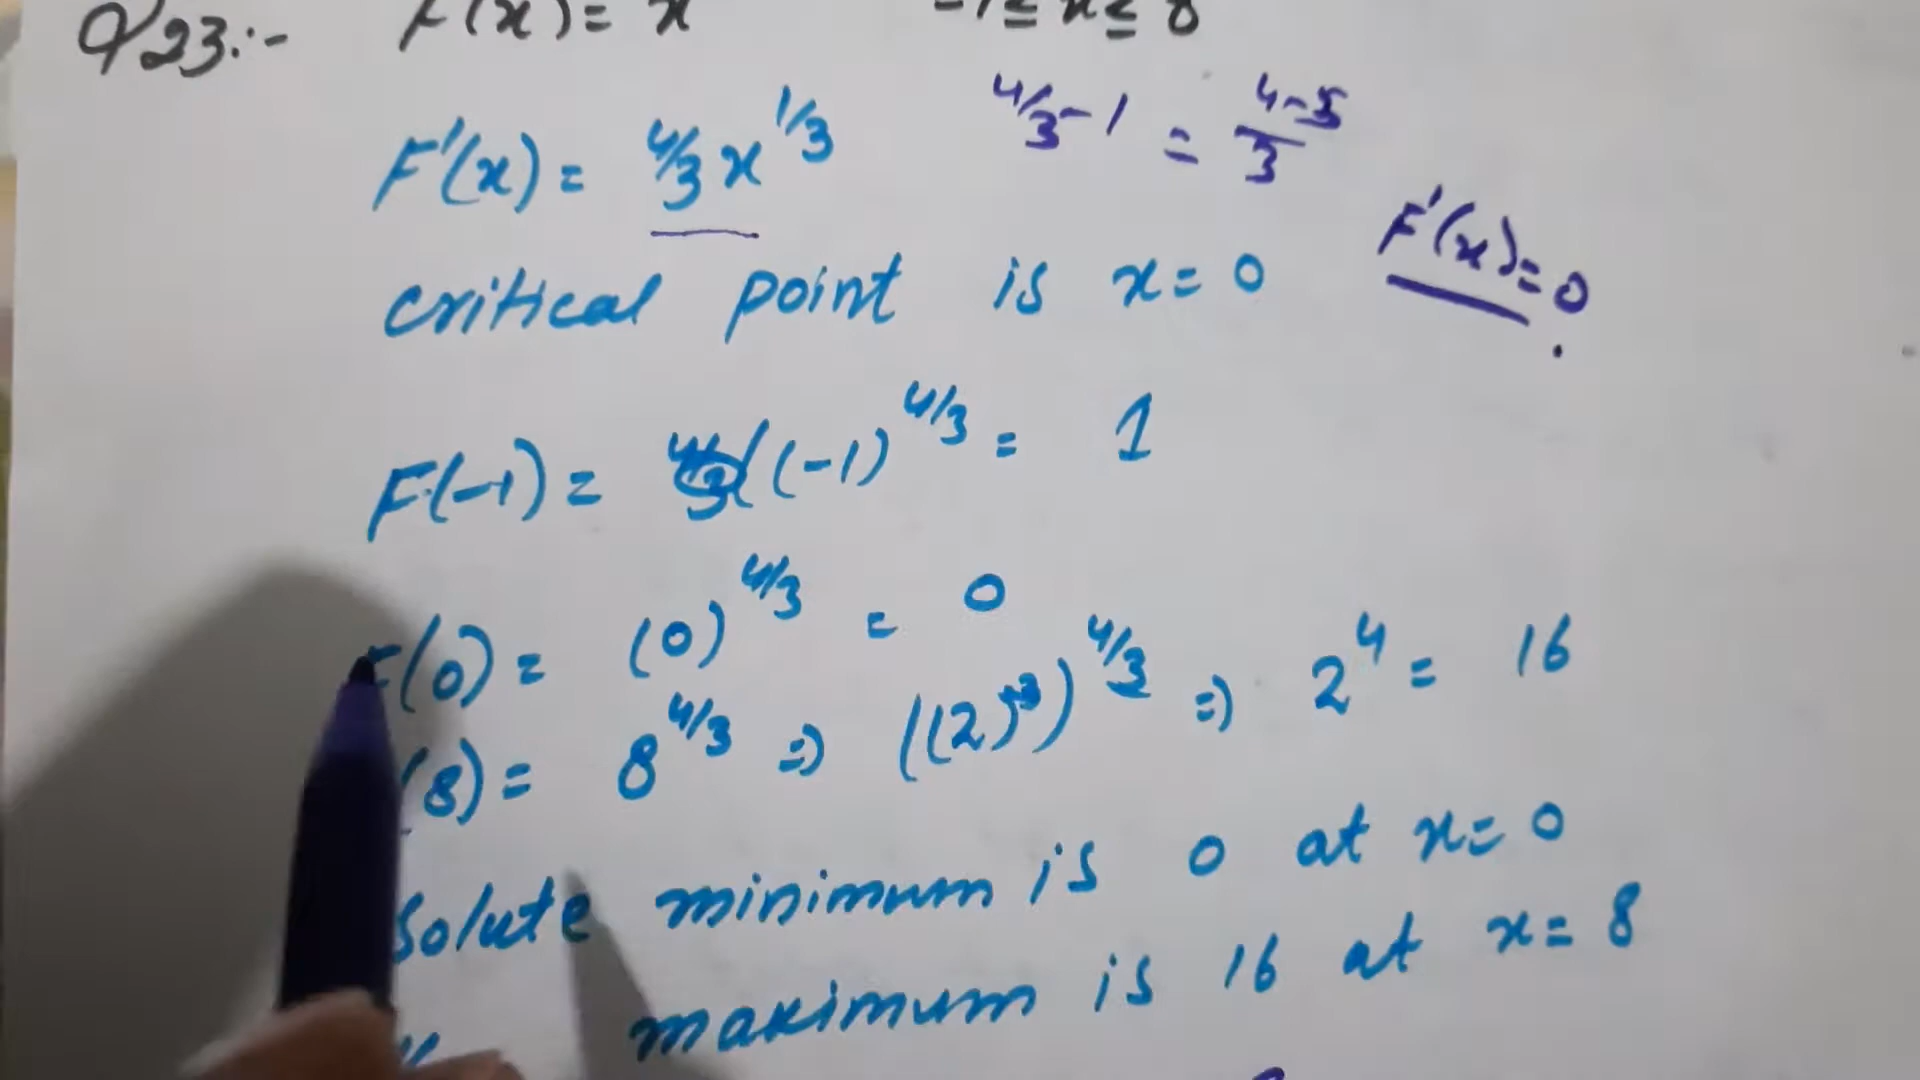 Q23:- F(x) = x -1 ≤ x ≤ 8
F'(x) = 4/3 x^1/3
4/3 - 1 = 4-3/3
F'(x) = 0
critical point is x = 0
F(-1) = (-1)^4/3 = 1
F(0) = (0)^4/3 = 0
(8) = 8^4/3 => ((2)^3)^4/3 => 2^4 = 16
solute minimum is 0 at x = 0
maximum is 16 at x = 8